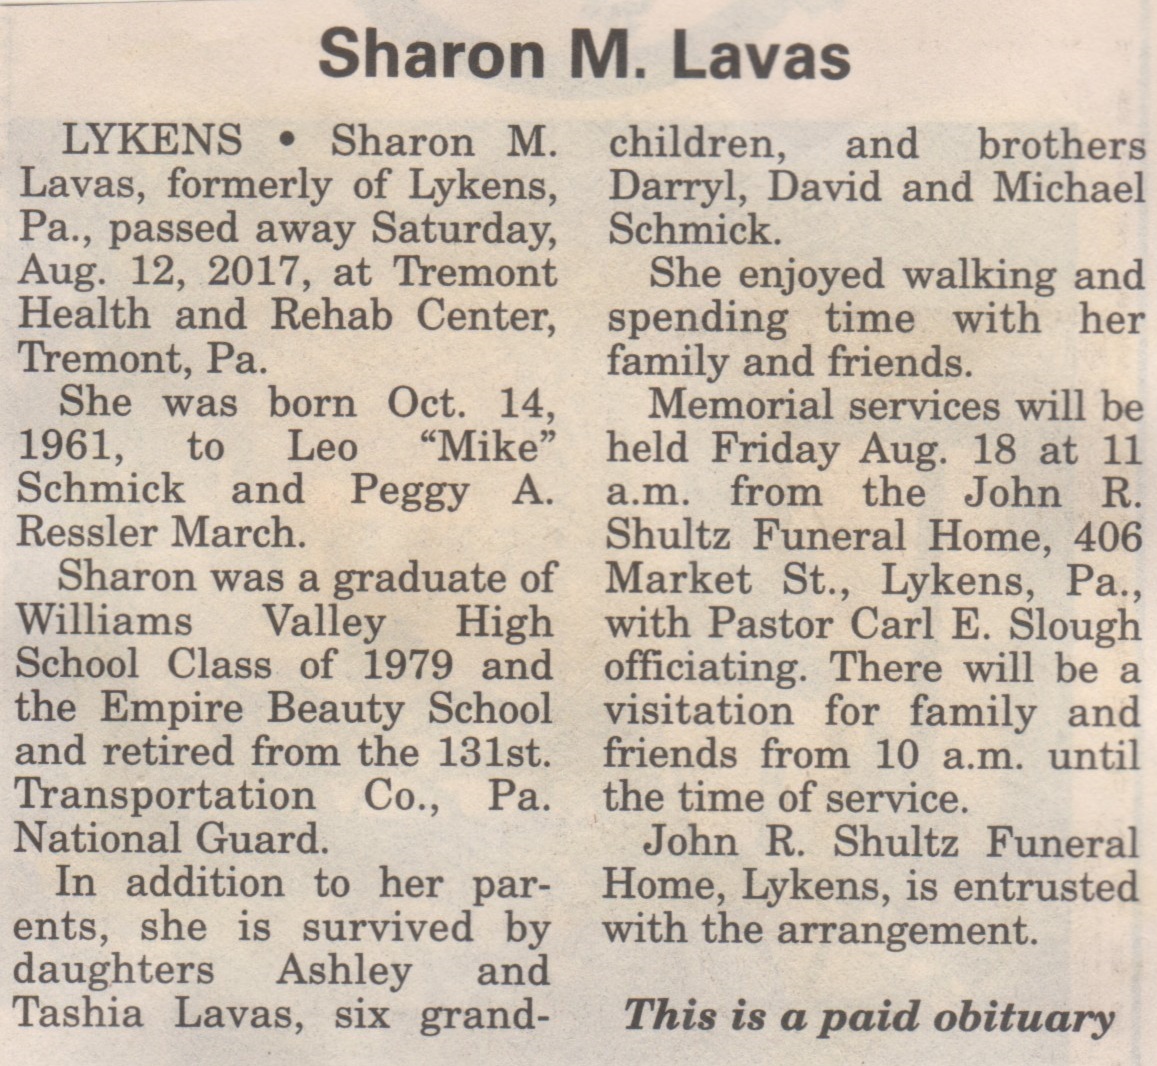 Sharon M. Lavas
LYKENS • Sharon M.
Lavas, formerly of Lykens,
Pa., passed away Saturday,
Aug. 12, 2017, at Tremont
Health and Rehab Center,
Tremont, Pa.
She was born Oct. 14,
1961, to Leo “Mike”
Schmick and Peggy A.
Ressler March.
Sharon was a graduate of
Williams Valley High
School Class of 1979 and
the Empire Beauty School
and retired from the 131st.
Transportation Co., Pa.
National Guard.
In addition to her par-
ents, she is survived by
daughters Ashley and
Tashia Lavas, six grand-
children, and brothers
Darryl, David and Michael
Schmick.
She enjoyed walking and
spending time with her
family and friends.
Memorial services will be
held Friday Aug. 18 at 11
a.m. from the John R.
Shultz Funeral Home, 406
Market St., Lykens, Pa.,
with Pastor Carl E. Slough
officiating. There will be a
visitation for family and
friends from 10 a.m. until
the time of service.
John R. Shultz Funeral
Home, Lykens, is entrusted
with the arrangement.
This is a paid obituary